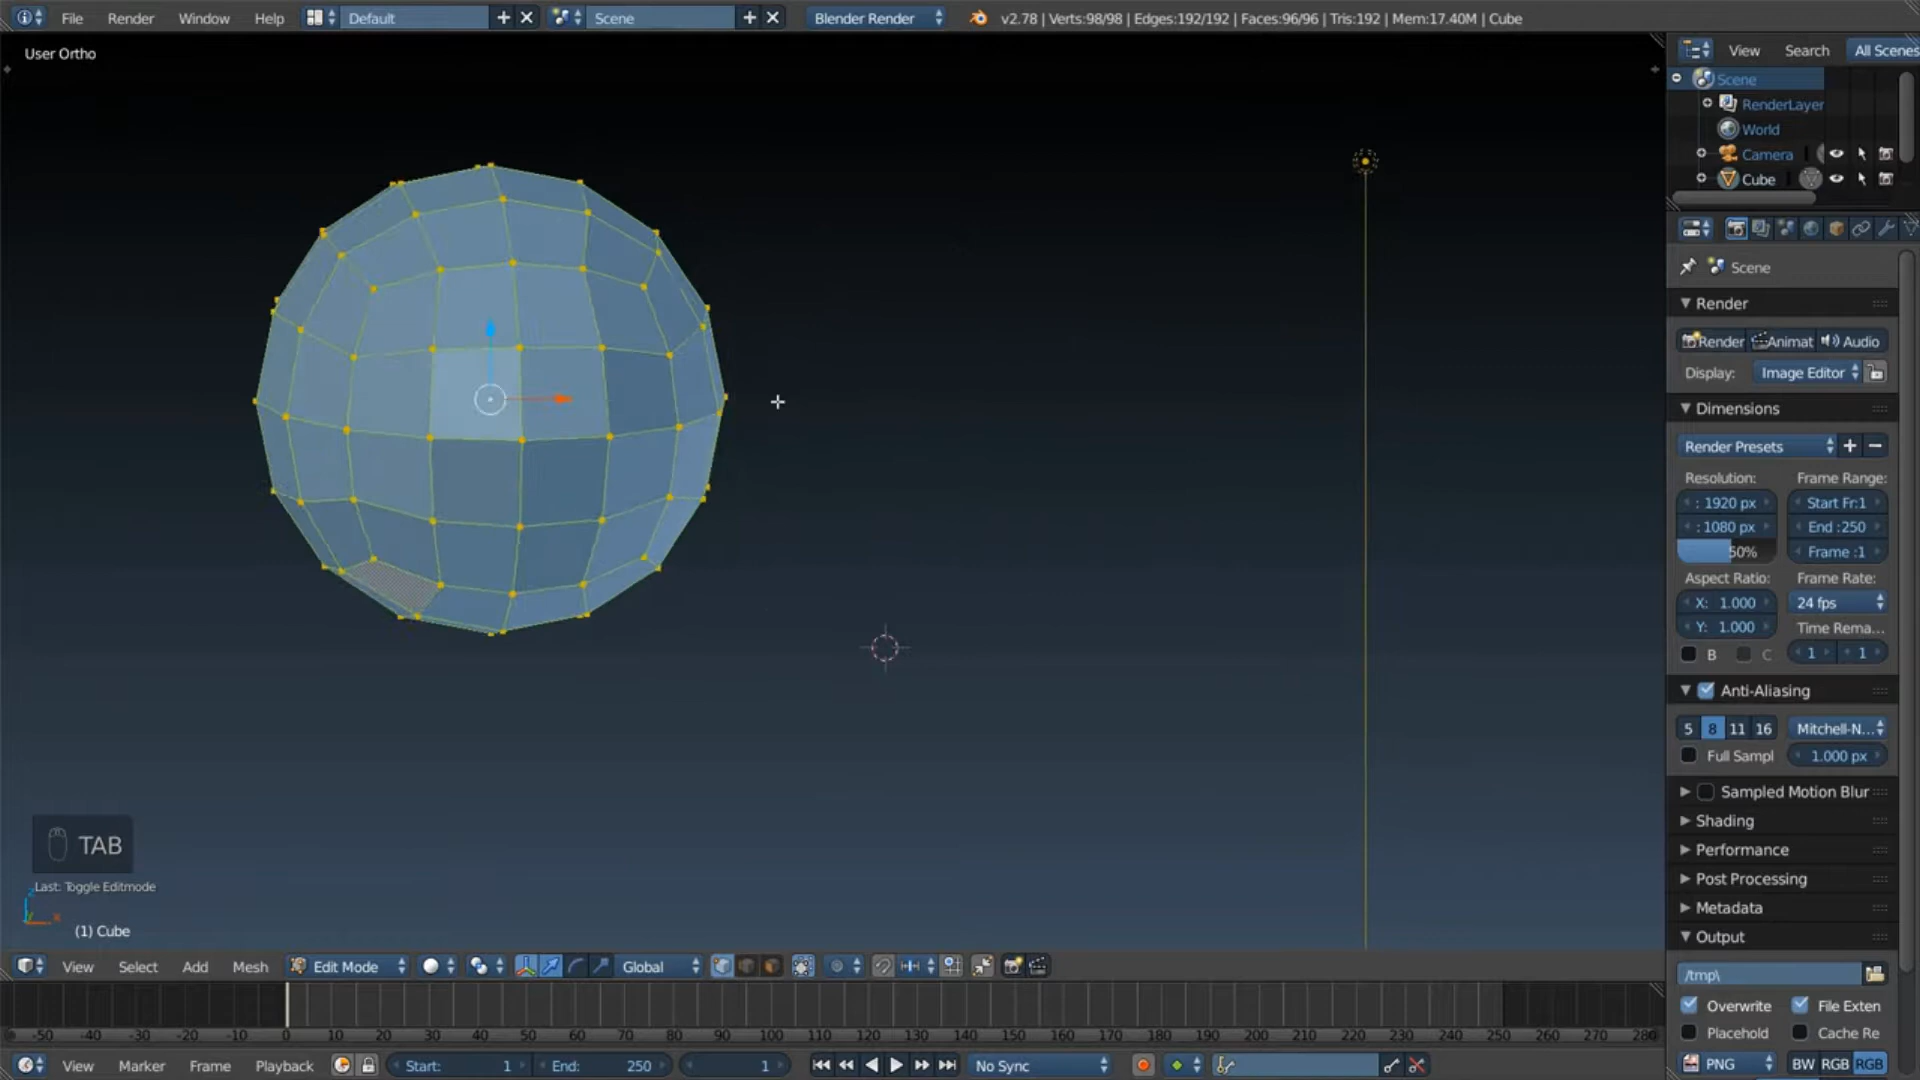 File Render Window Help Default Scene Blender Render v2.78 | Verts:98/98 | Edges:192/192 | Faces:96/96 | Tris:192 | Mem:17.40M | Cube
User Ortho
View Search All Scenes
Scene
RenderLayer
World
Camera
Cube
Scene
Render
Render Animat Audio
Display: Image Editor
Dimensions
Render Presets
Resolution: Frame Range:
: 1920 px Start Fr:1
: 1080 px End :250
50% Frame :1
Aspect Ratio: Frame Rate:
X: 1.000 24 fps
Y: 1.000 Time Rema...
B C 1 1
Anti-Aliasing
5 8 11 16 Mitchell-N...
Full Sampl 1.000 px
Sampled Motion Blur
Shading
Performance
Post Processing
Metadata
Output
/tmp\
Overwrite File Exten
Placehold Cache Re
PNG BW RGB RGB
TAB
Last: Toggle Editmode
z
x
(1) Cube
View Select Add Mesh Edit Mode Global
-50 -40 -30 -20 -10 0 10 20 30 40 50 60 70 80 90 100 110 120 130 140 150 160 170 180 190 200 210 220 230 240 250 260 270 280
View Marker Frame Playback Start: 1 End: 250 1 No Sync